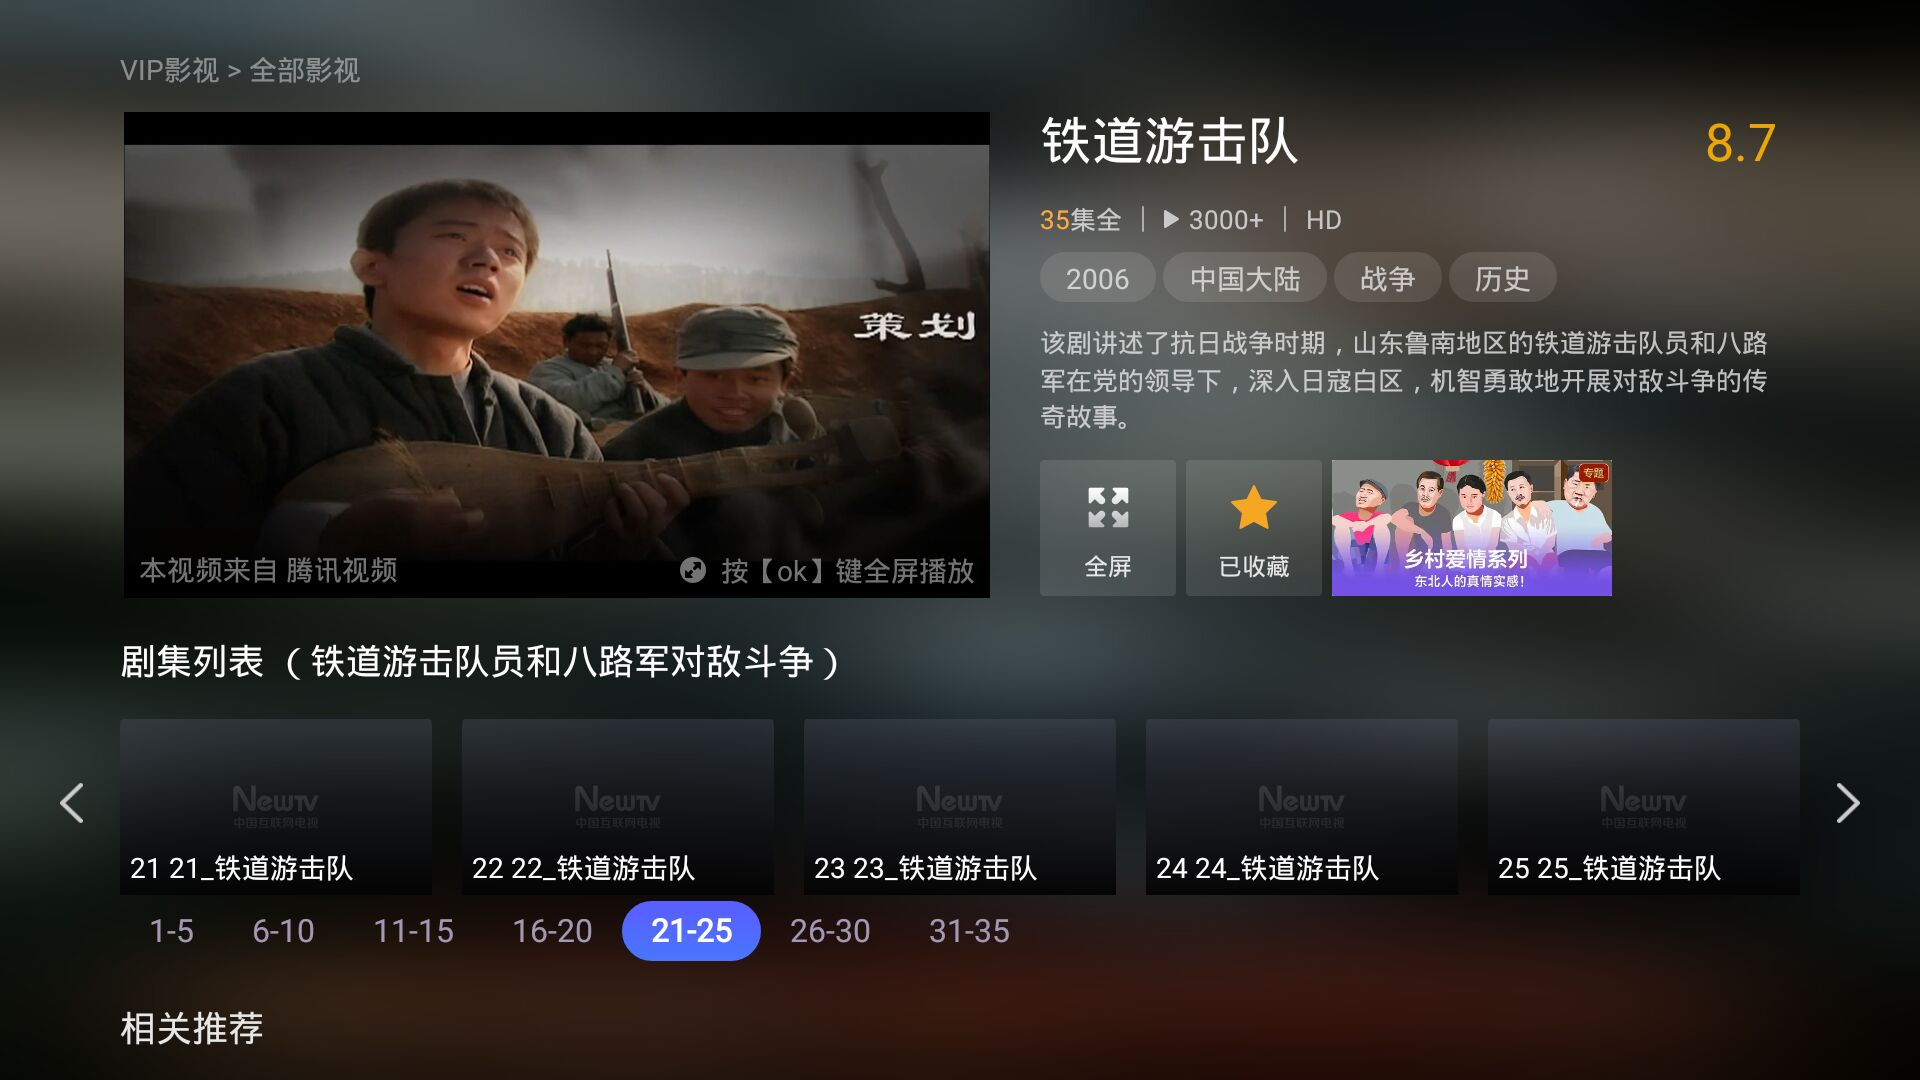 VIP影视 > 全部影视
铁道游击队
8.7
35集全 | 3000+ | HD
2006 中国大陆 战争 历史
该剧讲述了抗日战争时期，山东鲁南地区的铁道游击队员和八路
军在党的领导下，深入日寇白区，机智勇敢地开展对敌斗争的传
奇故事。
策划
本视频来自 腾讯视频
按【ok】键全屏播放
全屏
已收藏
专题
乡村爱情系列
东北人的真情实感！
剧集列表 （铁道游击队员和八路军对敌斗争）
NewTV
中国互联网电视
21 21_铁道游击队
NewTV
中国互联网电视
22 22_铁道游击队
NewTV
中国互联网电视
23 23_铁道游击队
NewTV
中国互联网电视
24 24_铁道游击队
NewTV
中国互联网电视
25 25_铁道游击队
1-5 6-10 11-15 16-20 21-25 26-30 31-35
相关推荐